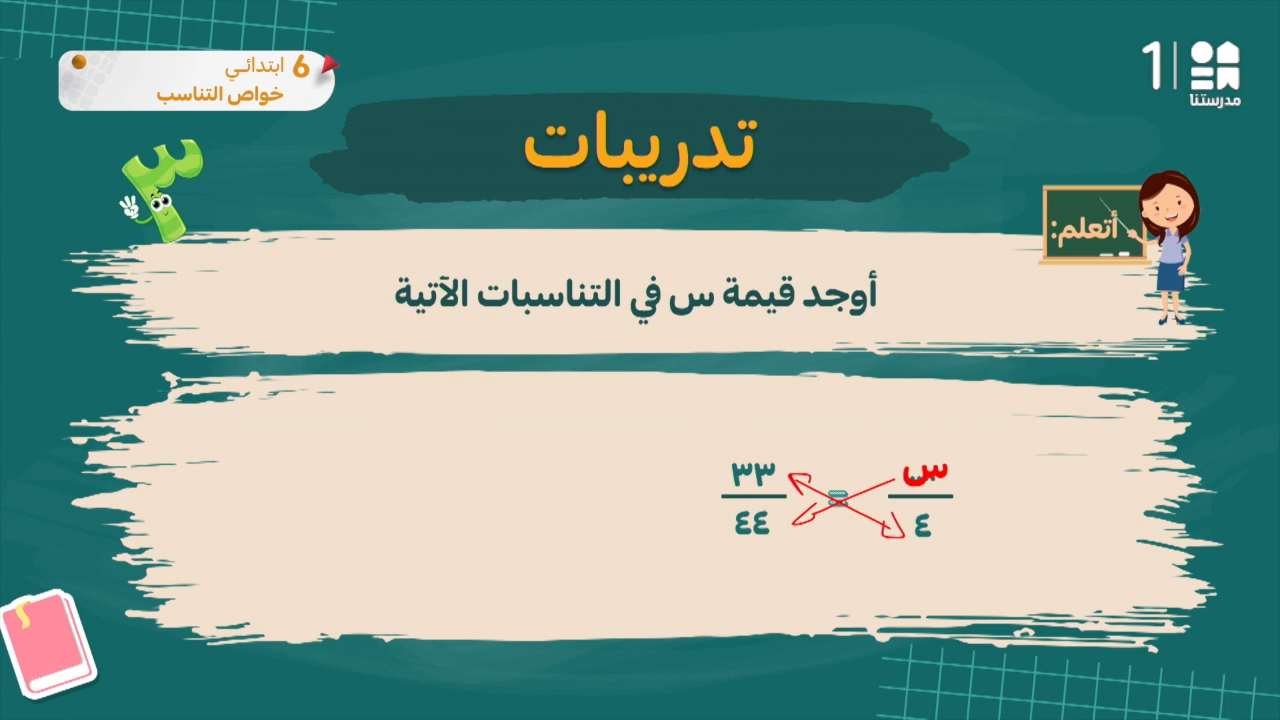 6 ابتدائي
خواص التناسب
1 | مدرستنا
تدريبات
أتعلم:
أوجد قيمة س في التناسبات الآتية
س = ٣٣
٤ ٤٤